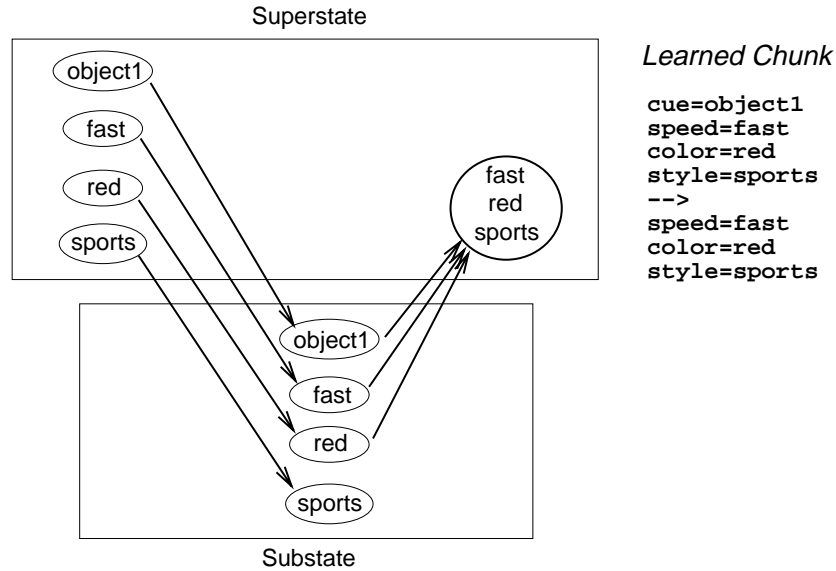 Superstate
object1
fast
red
sports
fast
red
sports
Learned Chunk
cue=object1
speed=fast
color=red
style=sports
-->
speed=fast
color=red
style=sports
object1
fast
red
sports
Substate